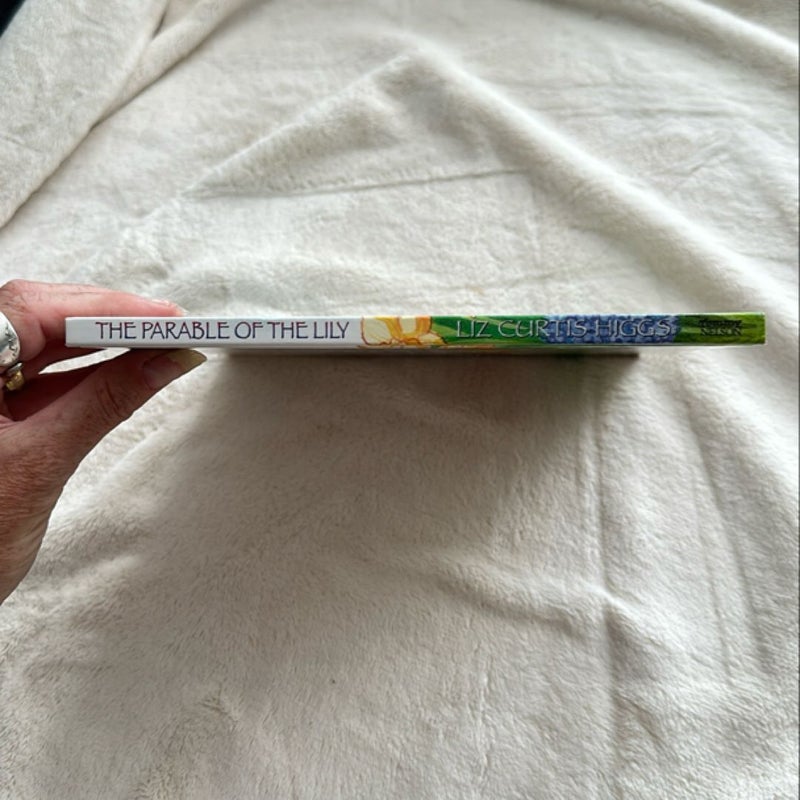 THE PARABLE OF THE LILY LIZ CURTIS HIGGS